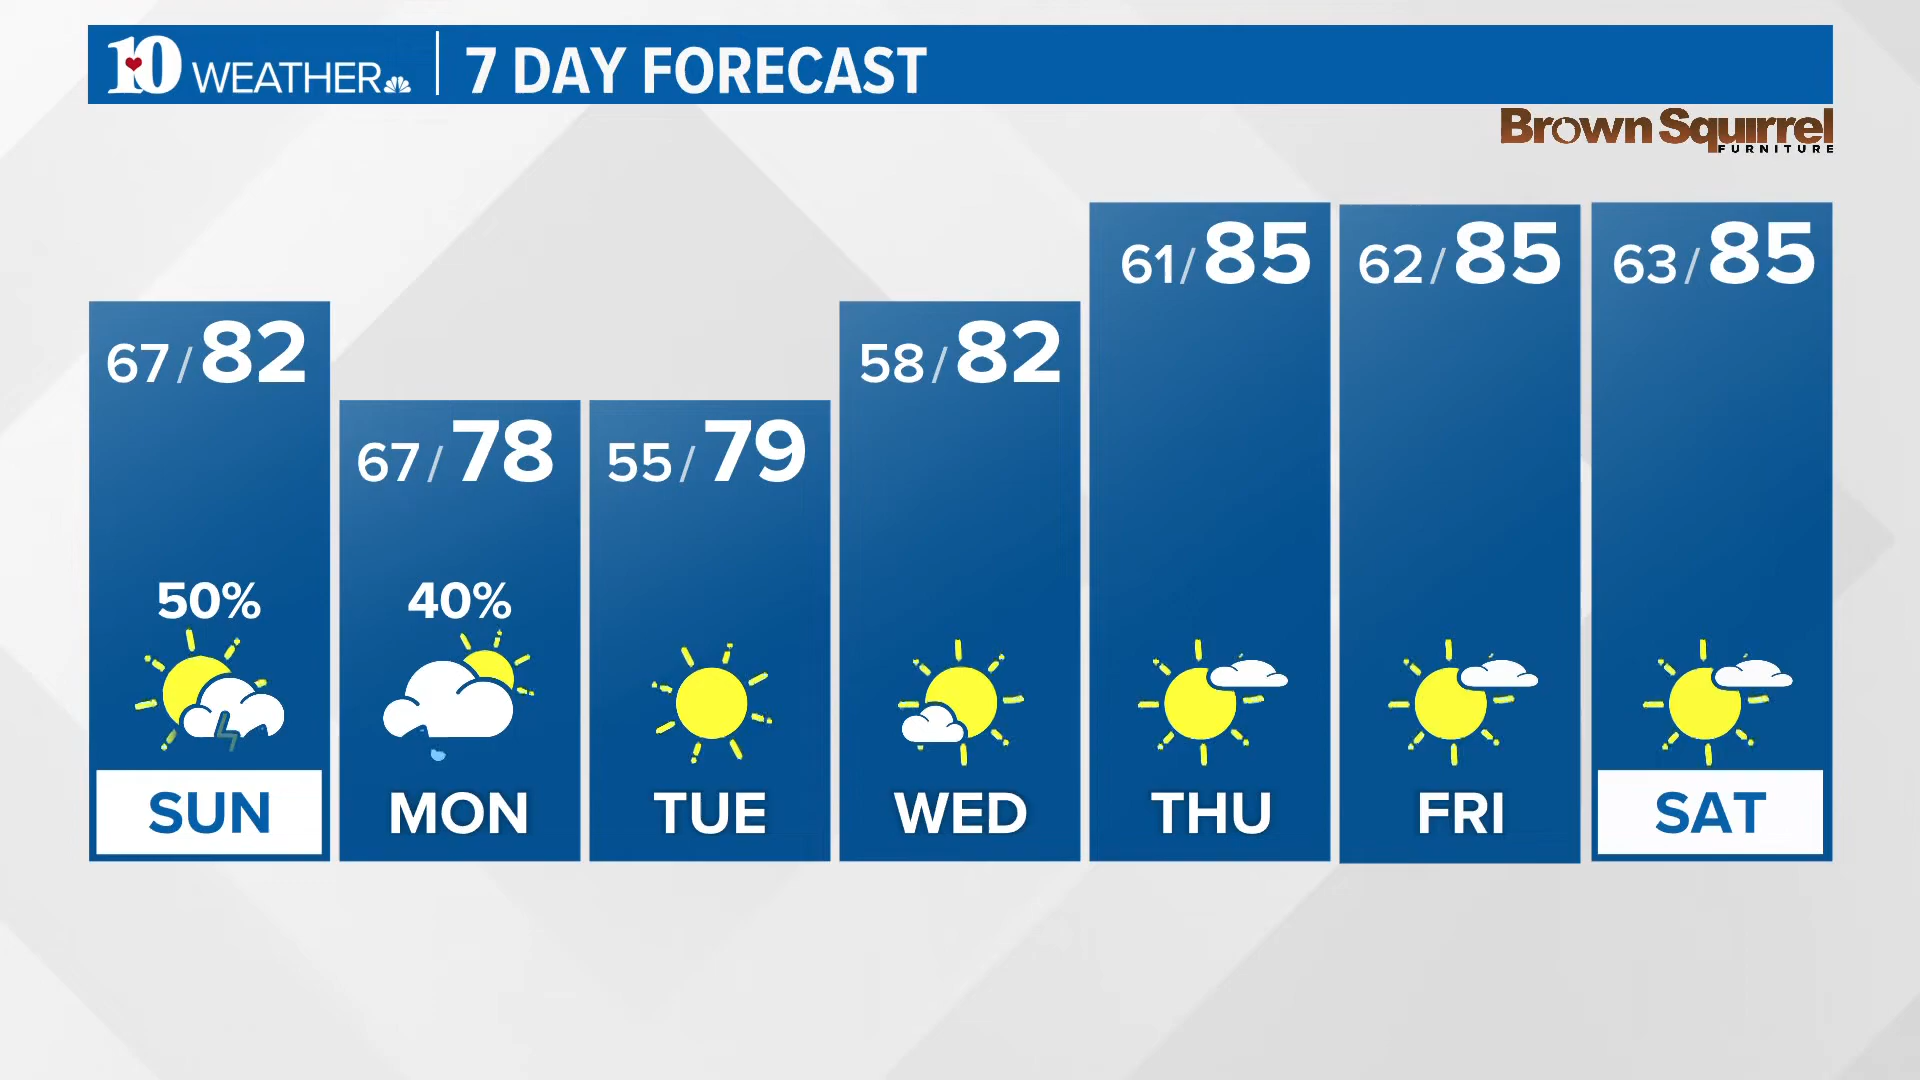 10 WEATHER
7 DAY FORECAST
Brown Squirrel
FURNITURE
67/82
50%
SUN
67/78
40%
MON
55/79
TUE
58/82
WED
61/85
THU
62/85
FRI
63/85
SAT